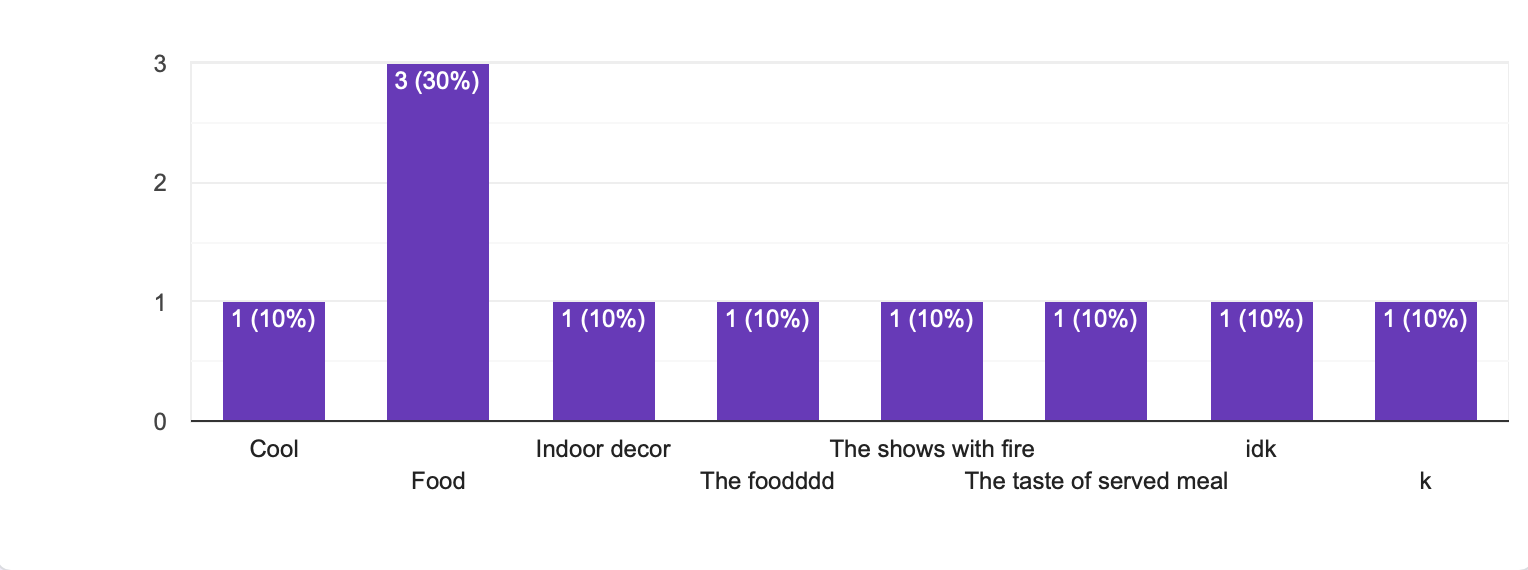 3
3 (30%)
2
1
1 (10%) 1 (10%) 1 (10%) 1 (10%) 1 (10%) 1 (10%) 1 (10%)
0
Cool Indoor decor The shows with fire idk
Food The foodddd The taste of served meal k